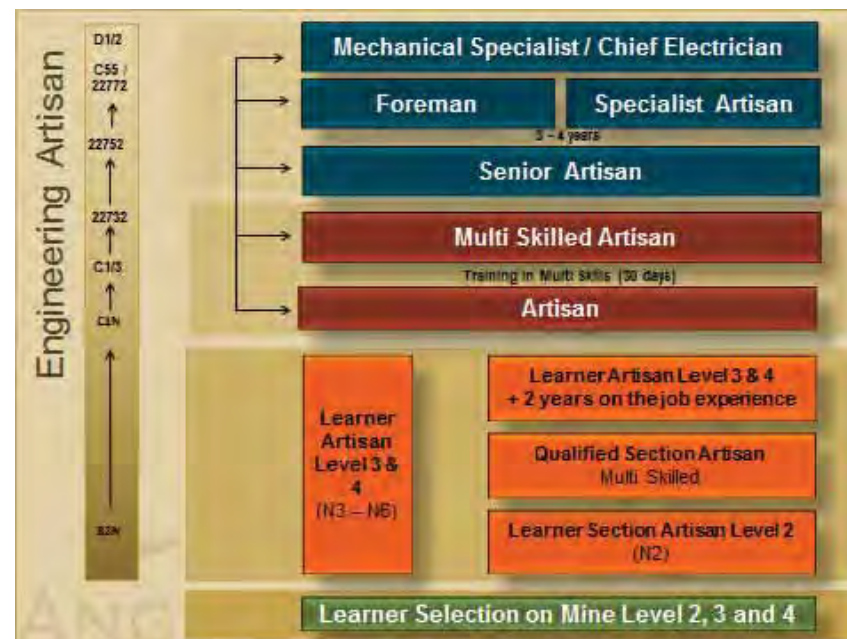 Engineering Artisan
D1/2
C55 /
22772
22752
22732
C1/3
Mechanical Specialist / Chief Electrician
Foreman
Specialist Artisan
3 – 4 years
Senior Artisan
Multi Skilled Artisan
Training in Multi Skills (30 days)
Artisan
Learner
Artisan
Level 3 &
4
(N3 – N6)
Learner Artisan Level 3 & 4
+ 2 years on the job experience
Qualified Section Artisan
Multi Skilled
Learner Section Artisan Level 2
(N2)
Learner Selection on Mine Level 2, 3 and 4